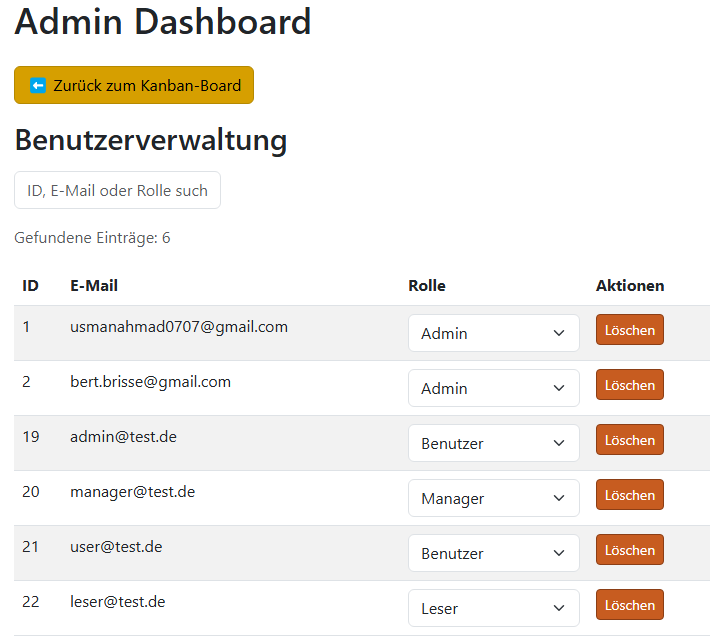 Admin Dashboard
Zurück zum Kanban-Board
Benutzerverwaltung
ID, E-Mail oder Rolle such
Gefundene Einträge: 6
ID E-Mail Rolle Aktionen
1 usmanahmad0707@gmail.com Admin Löschen
2 bert.brisse@gmail.com Admin Löschen
19 admin@test.de Benutzer Löschen
20 manager@test.de Manager Löschen
21 user@test.de Benutzer Löschen
22 leser@test.de Leser Löschen